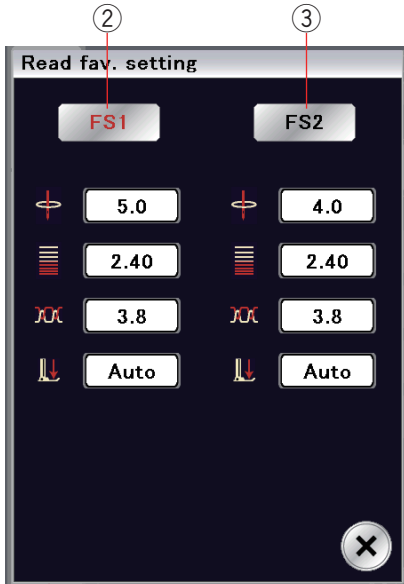 ② ③
Read fav. setting
FS1 FS2
5.0 4.0
2.40 2.40
3.8 3.8
Auto Auto